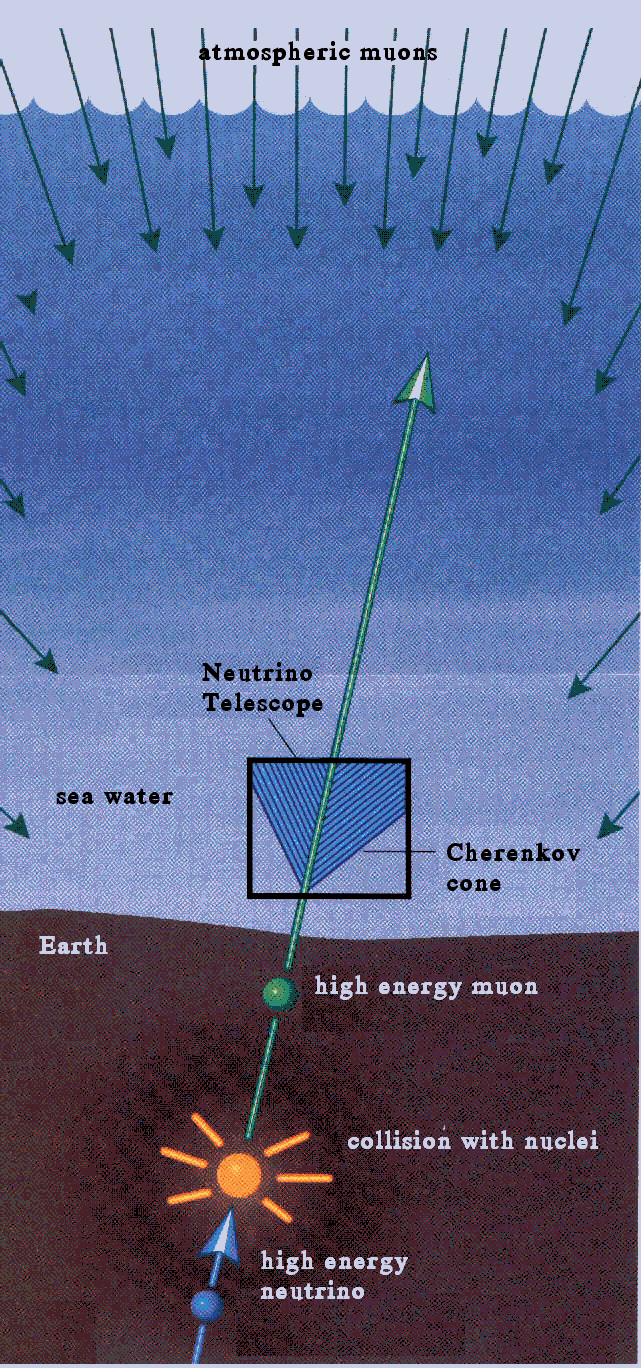 atmospheric muons
Neutrino
Telescope
sea water
Cherenkov
cone
Earth
high energy muon
collision with nuclei
high energy
neutrino